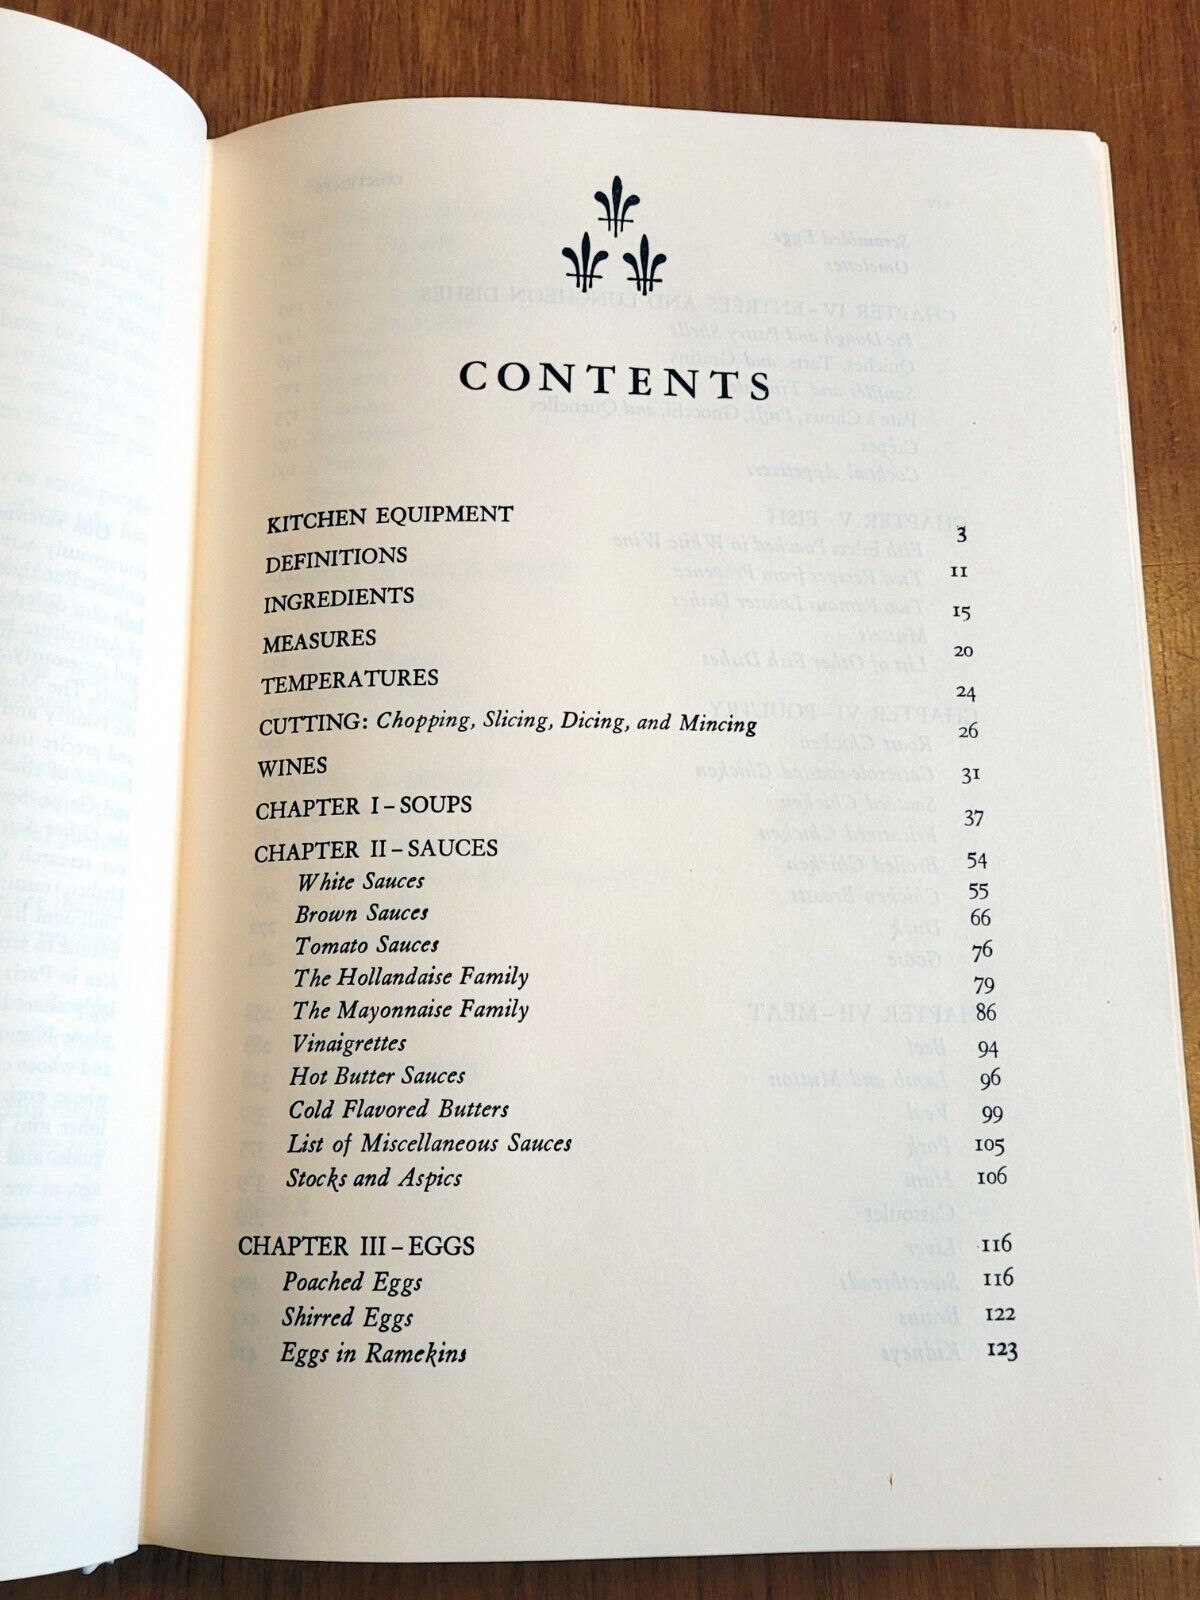 CONTENTS
KITCHEN EQUIPMENT 3
DEFINITIONS 11
INGREDIENTS 15
MEASURES 20
TEMPERATURES 24
CUTTING: Chopping, Slicing, Dicing, and Mincing 26
WINES 31
CHAPTER I – SOUPS 37
CHAPTER II – SAUCES 54
White Sauces 55
Brown Sauces 66
Tomato Sauces 76
The Hollandaise Family 79
The Mayonnaise Family 86
Vinaigrettes 94
Hot Butter Sauces 96
Cold Flavored Butters 99
List of Miscellaneous Sauces 105
Stocks and Aspics 106
CHAPTER III – EGGS 116
Poached Eggs 116
Shirred Eggs 122
Eggs in Ramekins 123